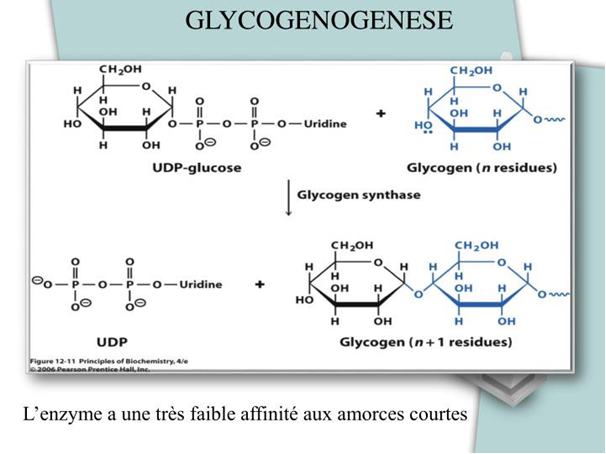 GLYCOGENOGENESE
CH₂OH
H O H
H
OH H
HO O—P—O—P—O—Uridine
O O
O⊖ O⊖
H OH
UDP-glucose
+
CH₂OH
H O H
H
OH H
HO O
H OH
Glycogen (n residues)
Glycogen synthase
O O
⊖O—P—O—P—O—Uridine
O⊖ O⊖
UDP
+
CH₂OH CH₂OH
H O H H O H
H H
OH H OH H
HO O O
H OH H OH
Glycogen (n + 1 residues)
Figure 12-11 Principles of Biochemistry, 4/e
© 2006 Pearson Prentice Hall, Inc.
L’enzyme a une très faible affinité aux amorces courtes